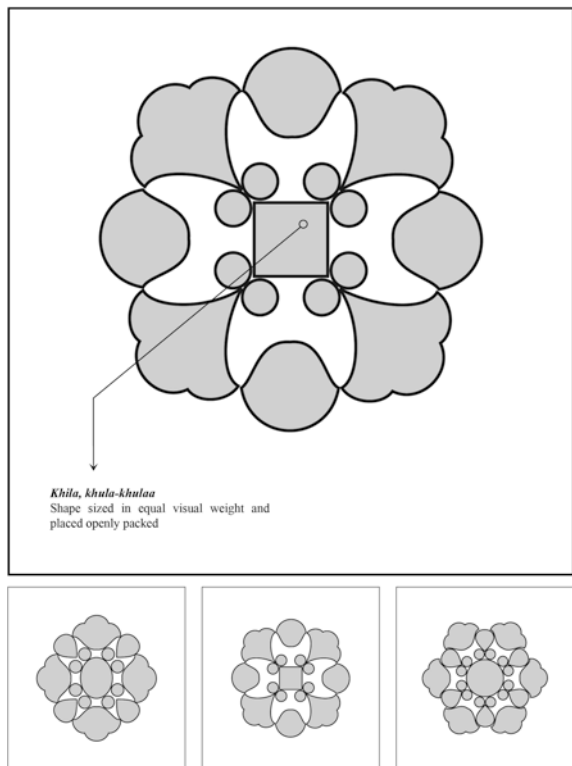 Khila, khula-khulaa
Shape sized in equal visual weight and
placed openly packed